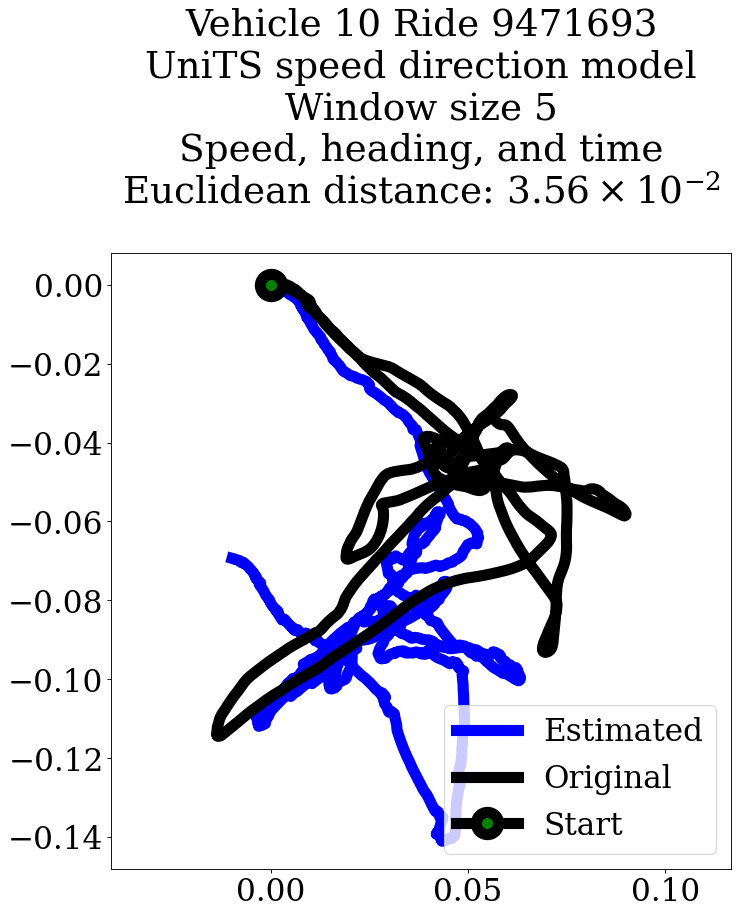 Vehicle 10 Ride 9471693
UniTS speed direction model
Window size 5
Speed, heading, and time
Euclidean distance: 3.56 × 10⁻²
0.00
−0.02
−0.04
−0.06
−0.08
−0.10
−0.12
−0.14
Estimated
Original
Start
0.00 0.05 0.10